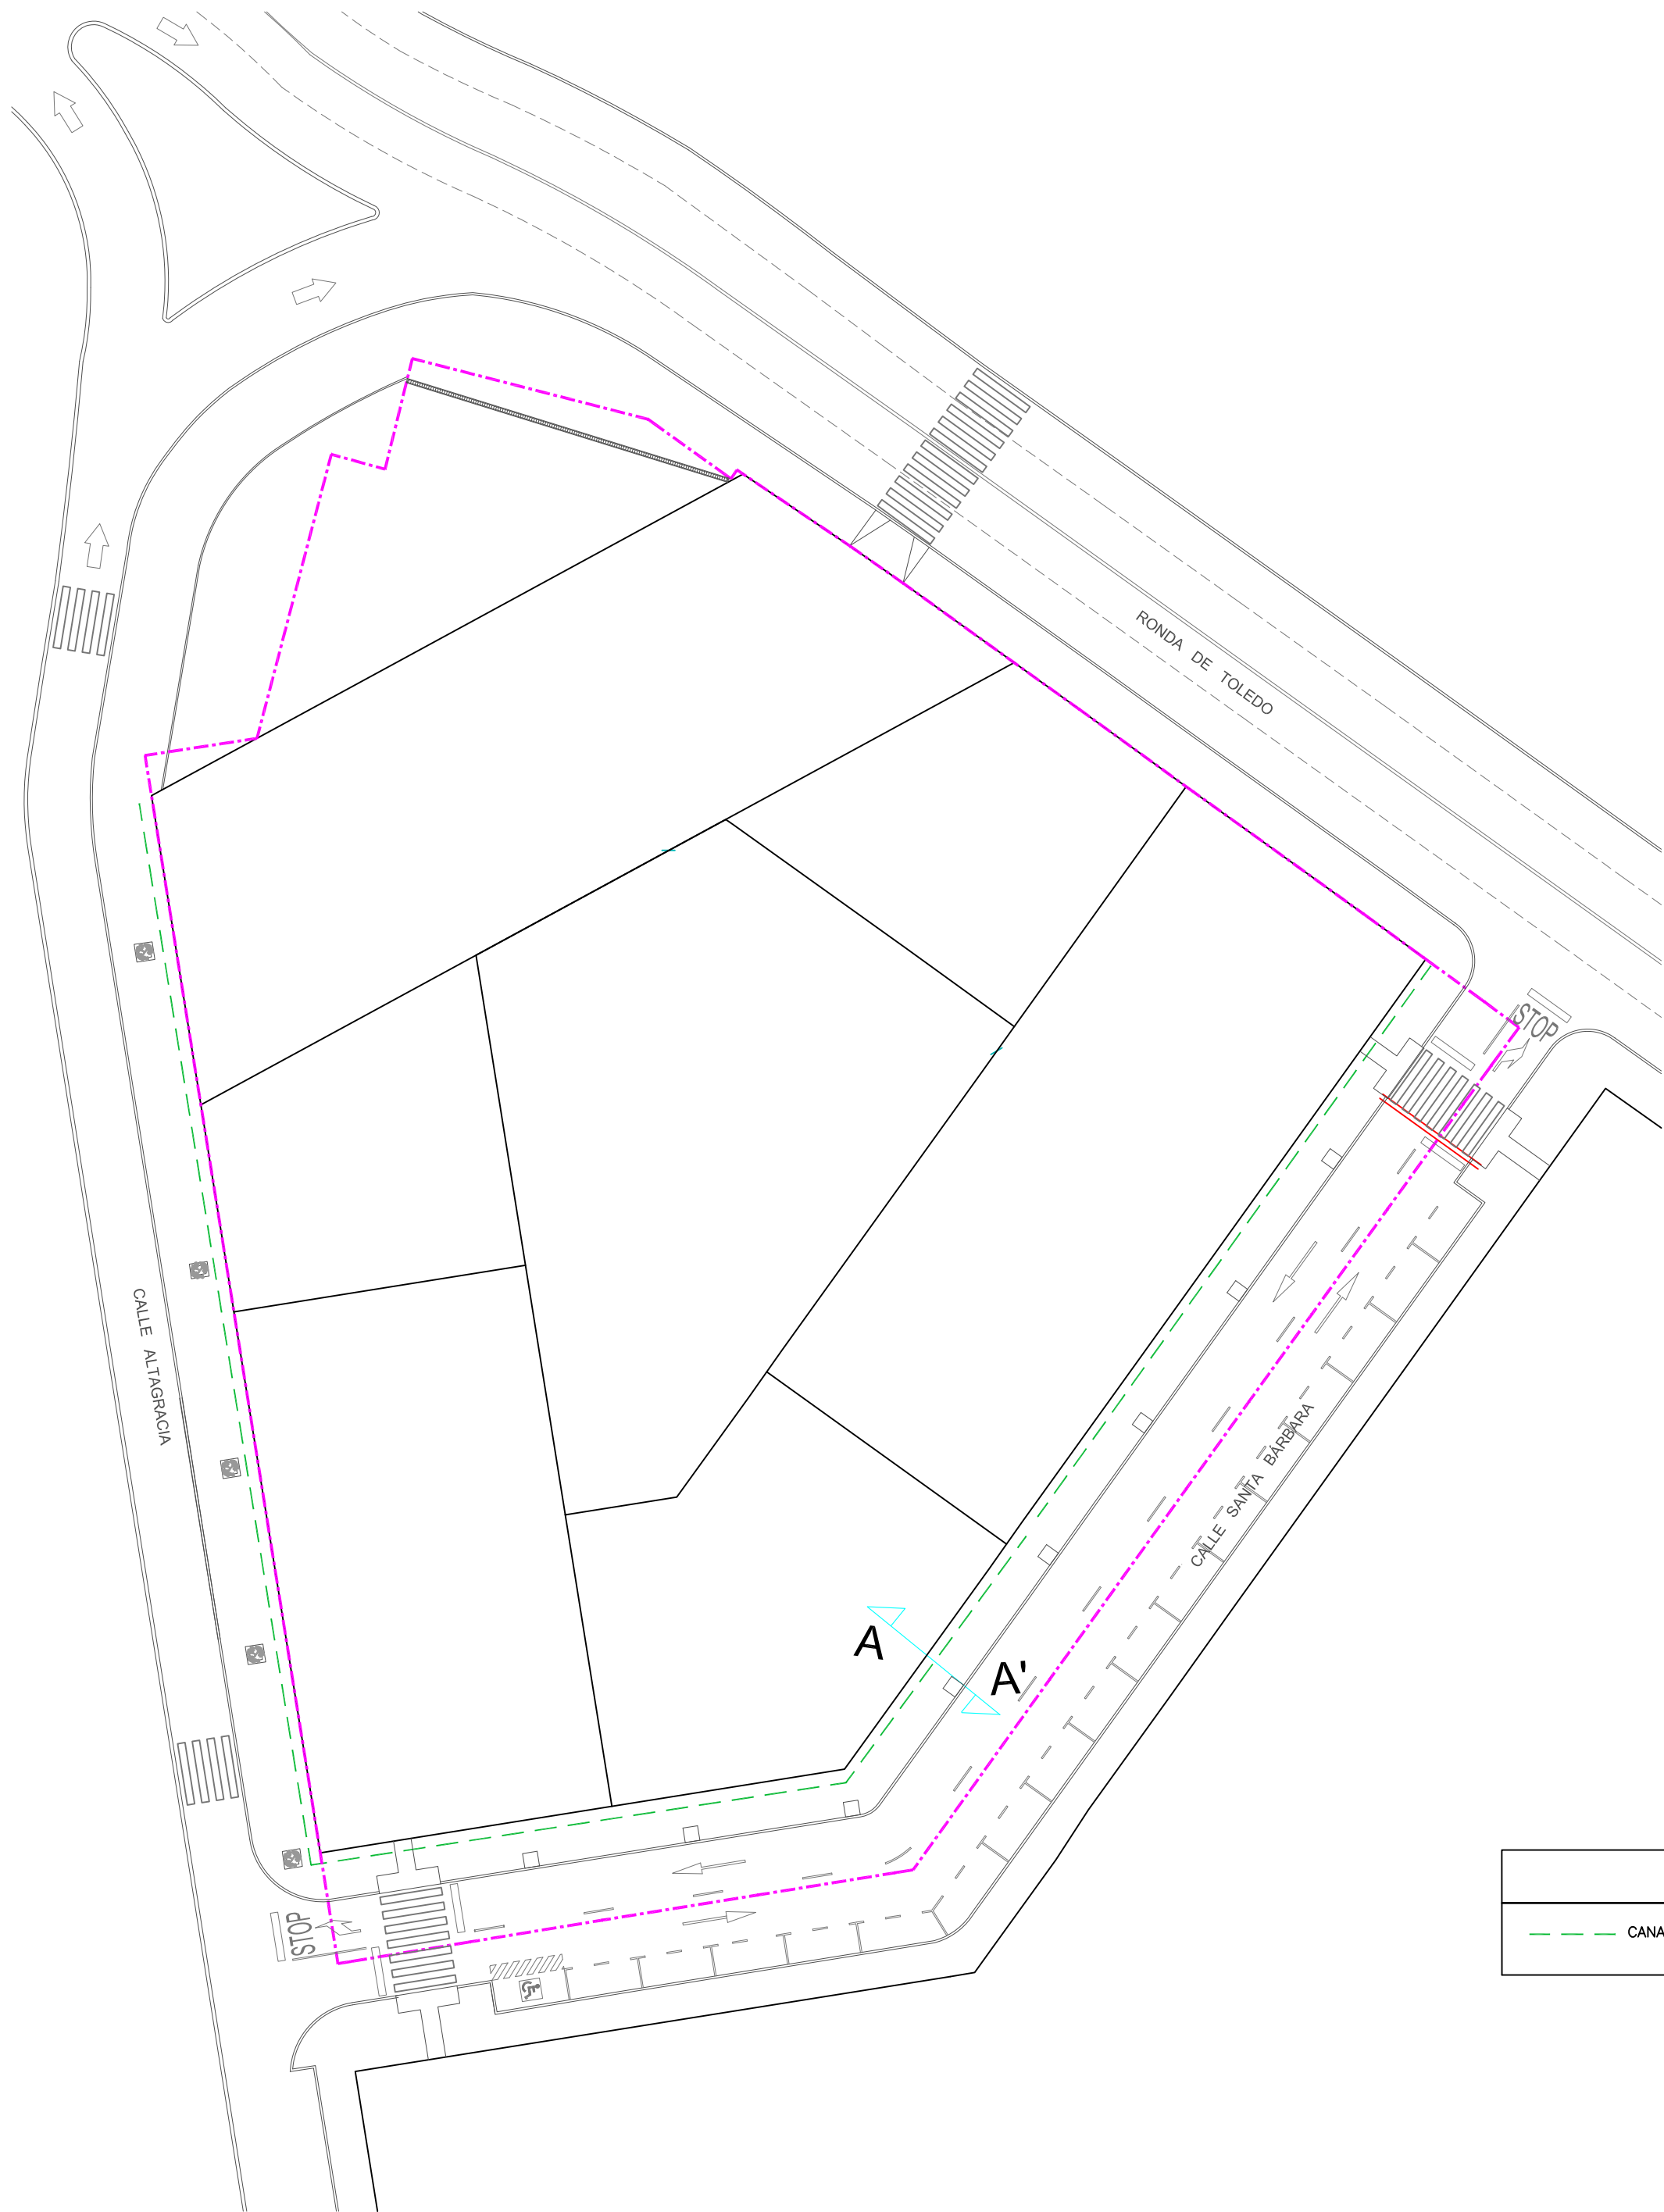 RONDA DE TOLEDO
STOP
CALLE ALTAGRACIA
CALLE SANTA BÁRBARA
A
A'
STOP
CANA